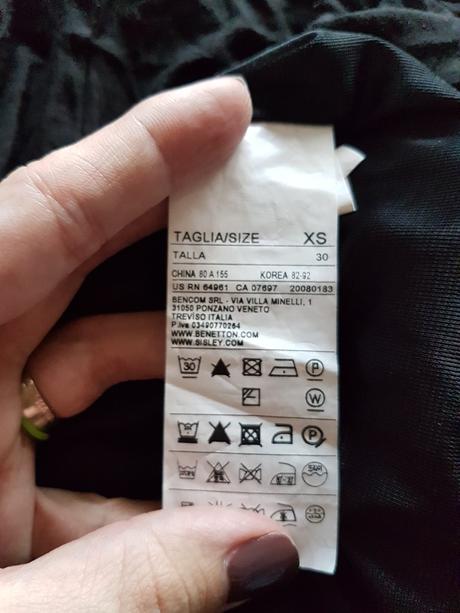 TAGLIA/SIZE XS
TALLA 30
CHINA 80 A 155 KOREA 82-92
US RN 64961 CA 07697 20080183
BENCOM SRL - VIA VILLA MINELLI, 1
31050 PONZANO VENETO
TREVISO ITALIA
P.Iva 03490770264
WWW.BENETTON.COM
WWW.SISLEY.COM
30 P
W
P